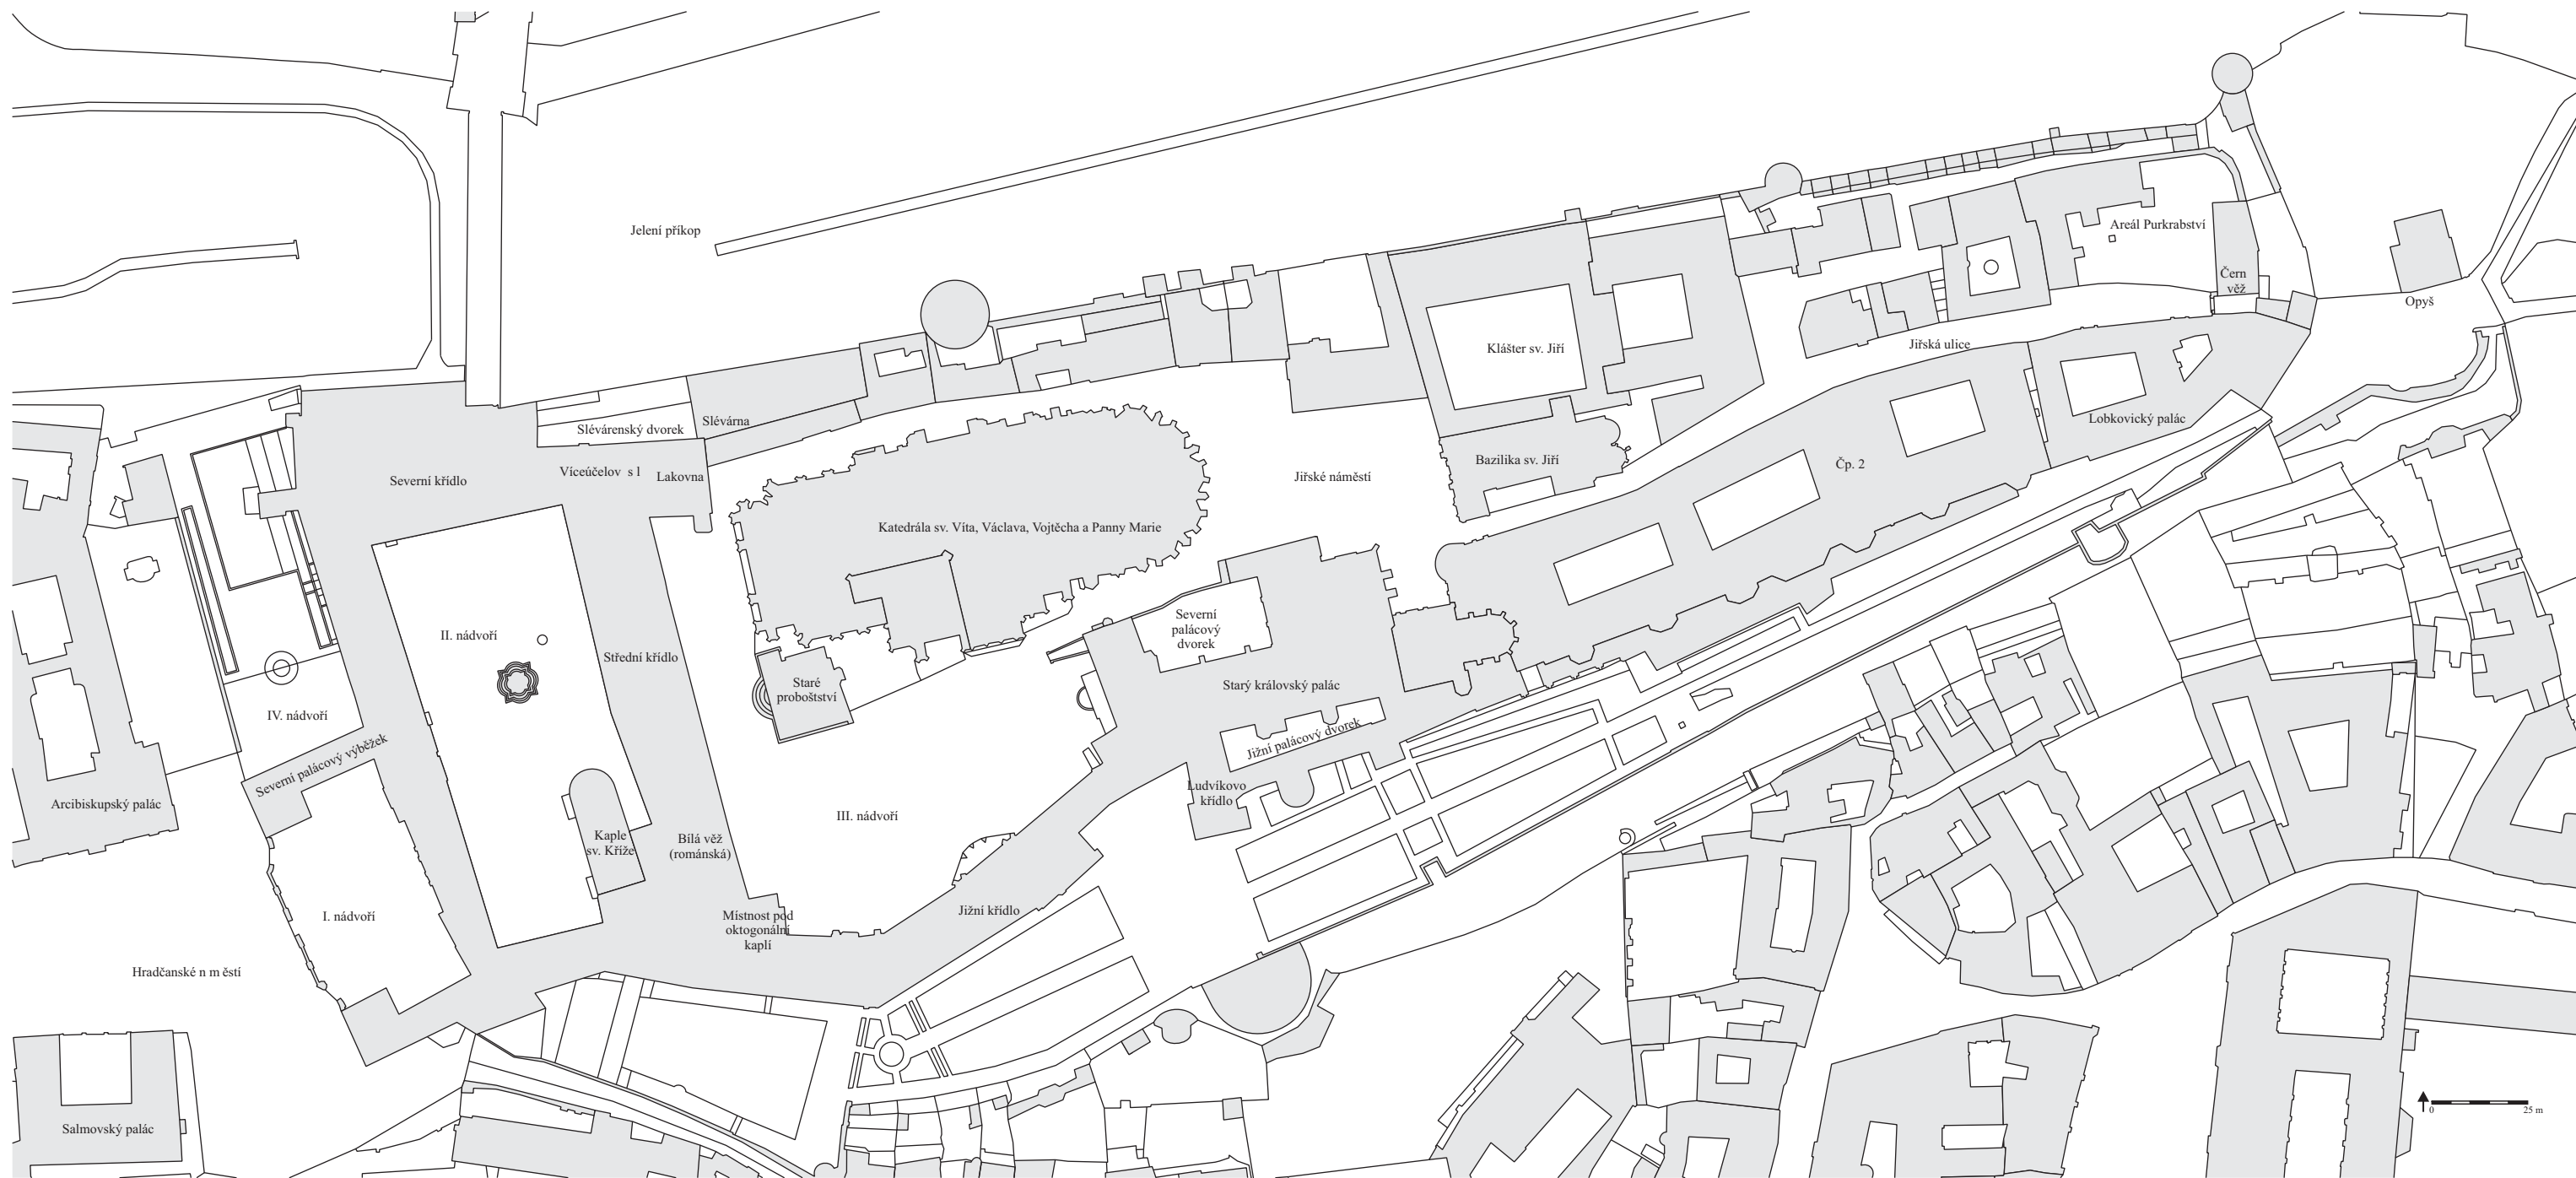 Jelení příkop
Areál Purkrabství
Čern
věž
Opyš
Jiřská ulice
Klášter sv. Jiří
Slévárna
Slévárenský dvorek
Lobkovický palác
Bazilika sv. Jiří
Čp. 2
Víceúčelov s l
Lakovna
Severní křídlo
Jiřské náměstí
Katedrála sv. Víta, Václava, Vojtěcha a Panny Marie
II. nádvoří
Střední křídlo
Severní
palácový
dvorek
Staré
proboštství
Starý královský palác
IV. nádvoří
Jižní palácový dvorek
Severní palácový výběžek
Arcibiskupský palác
Ludvíkovo
křídlo
III. nádvoří
Kaple
sv. Kříže
Bílá věž
(románská)
I. nádvoří
Místnost pod
oktogonální
kaplí
Jižní křídlo
Hradčanské n m ěstí
Salmovský palác
0 25 m